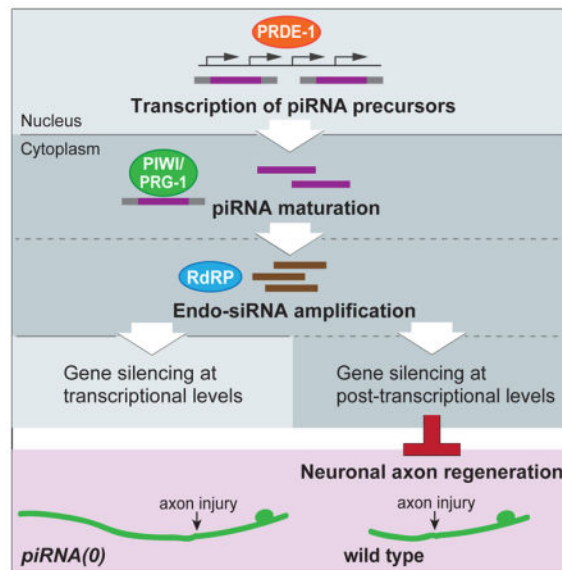 PRDE-1
Transcription of piRNA precursors
Nucleus
Cytoplasm
PIWI/
PRG-1
piRNA maturation
RdRP
Endo-siRNA amplification
Gene silencing at
transcriptional levels
Gene silencing at
post-transcriptional levels
Neuronal axon regeneration
axon injury
piRNA(0)
axon injury
wild type